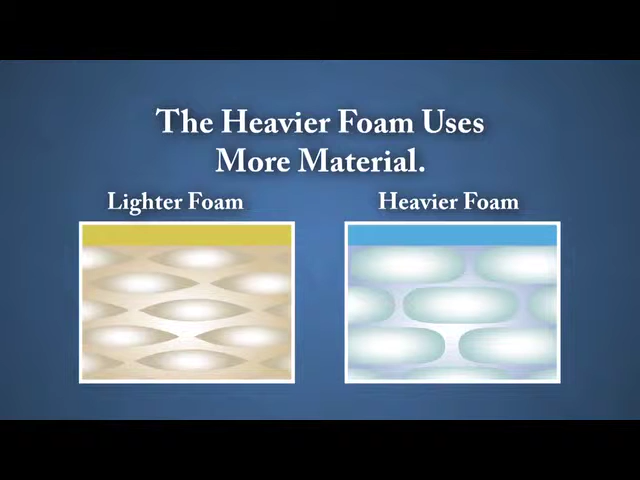 The Heavier Foam Uses
More Material.
Lighter Foam
Heavier Foam